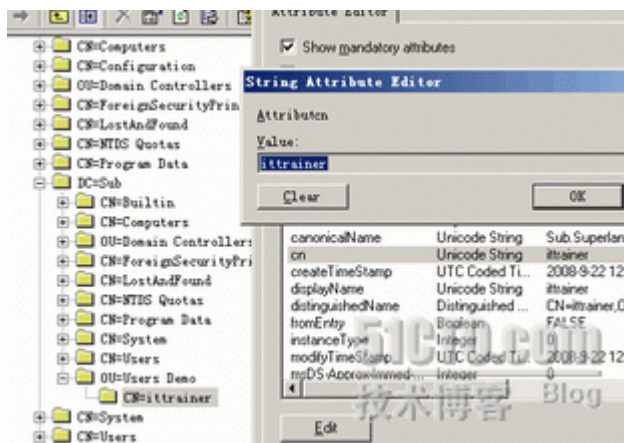 Attribute Editor
CN=Computers
CN=Configuration
OU=Domain Controllers
CN=ForeignSecurityPrin
CN=LostAndFound
CN=NTDS Quotas
CN=Program Data
DC=Sub
CN=Builtin
CN=Computers
OU=Domain Controllers
CN=ForeignSecurityPri
CN=LostAndFound
CN=NTDS Quotas
CN=Program Data
CN=System
CN=Users
OU=Users Demo
CN=ittrainer
CN=System
CN=Users
Show mandatory attributes
String Attribute Editor
Attribute: cn
Value:
ittrainer
Clear
OK
canonicalName Unicode String Sub.Superlan
cn Unicode String ittrainer
createTimeStamp UTC Coded Ti... 2008-9-22 12
displayName Unicode String ittrainer
distinguishedName Distinguished ... CN=ittrainer,O
fromEntry Boolean FALSE
instanceType Integer 0
modifyTimeStamp UTC Coded Ti... 2008-9-22 12
msDS-Approx-Immed-... Integer 0
Edit
51CTO.com
技术博客 Blog